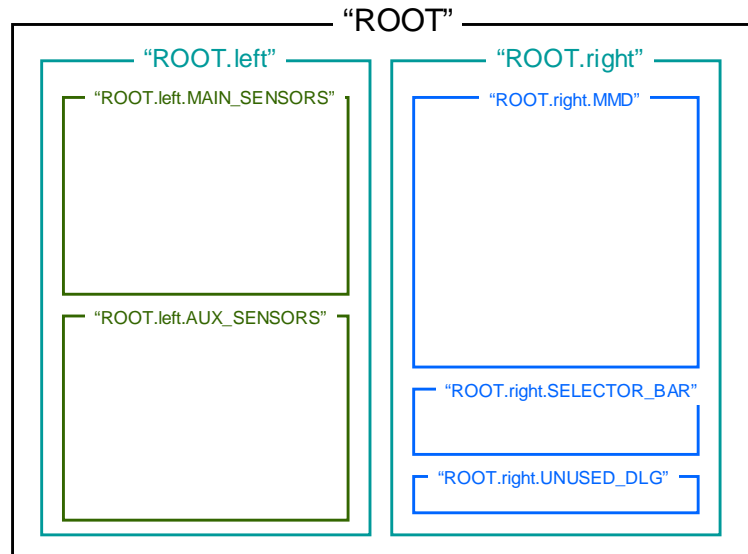 “ROOT”
“ROOT.left”
“ROOT.right”
“ROOT.left.MAIN_SENSORS”
“ROOT.right.MMD”
“ROOT.left.AUX_SENSORS”
“ROOT.right.SELECTOR_BAR”
“ROOT.right.UNUSED_DLG”